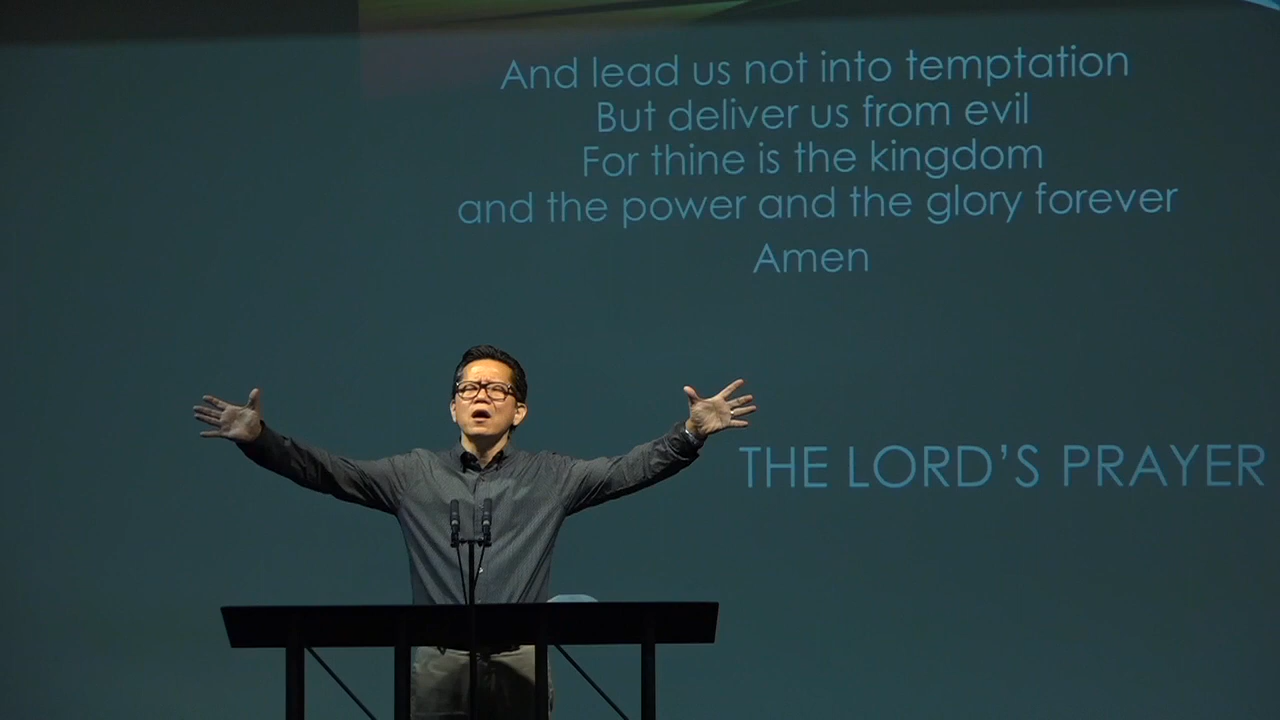 And lead us not into temptation
But deliver us from evil
For thine is the kingdom
and the power and the glory forever
Amen
THE LORD'S PRAYER